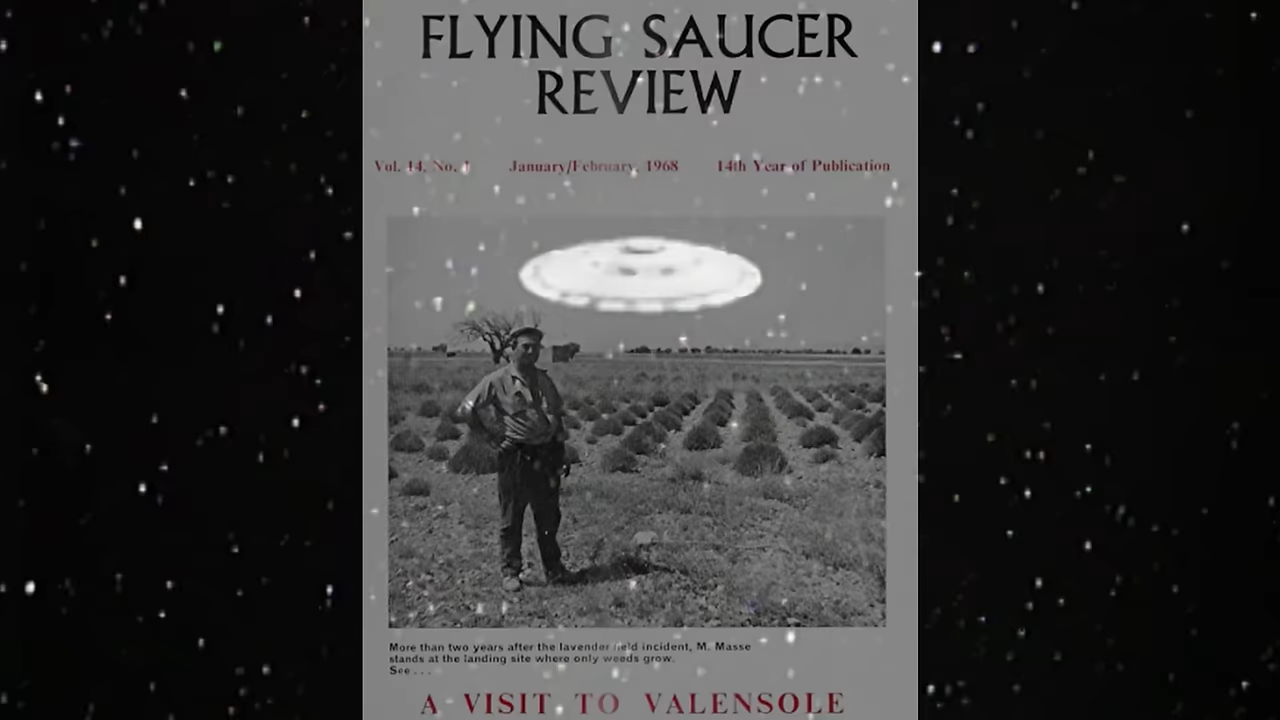 FLYING SAUCER
REVIEW
Vol. 14, No. 1 January/February, 1968 14th Year of Publication
More than two years after the lavender field incident, M. Masse
stands at the landing site where only weeds grow.
See . . .
A VISIT TO VALENSOLE